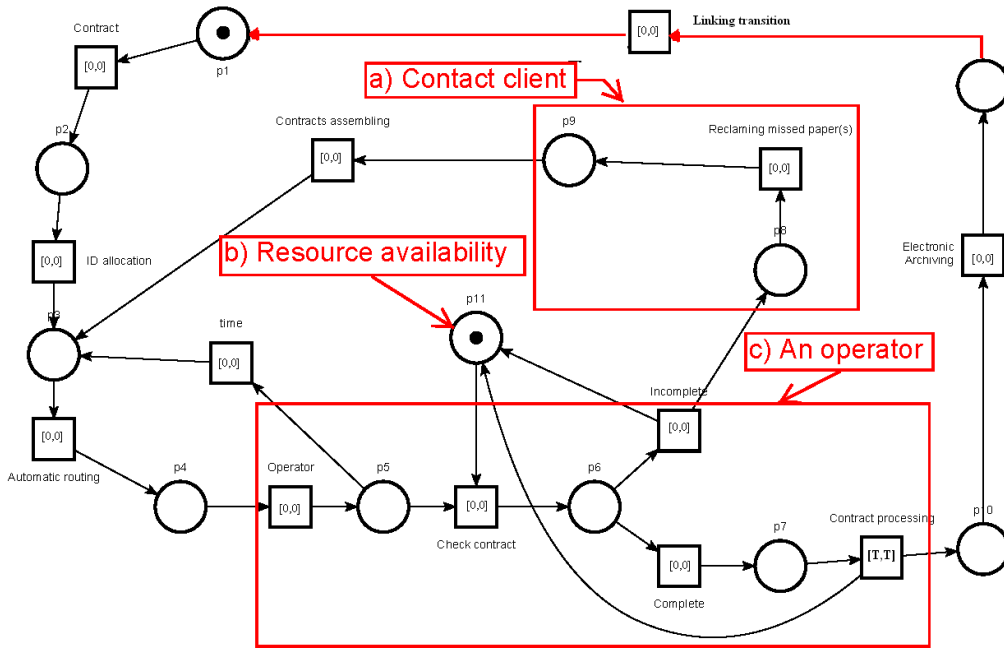 Contract
[0,0]
p1
[0,0]
Linking transition
a) Contact client
p2
Contracts assembling
[0,0]
p9
Reclaming missed paper(s)
[0,0]
p8
[0,0]
ID allocation
b) Resource availability
Electronic
Archiving
[0,0]
p3
time
[0,0]
p11
c) An operator
Incomplete
[0,0]
[0,0]
Automatic routing
p4
Operator
[0,0]
p5
[0,0]
Check contract
p6
[0,0]
Complete
p7
Contract processing
[T,T]
p10